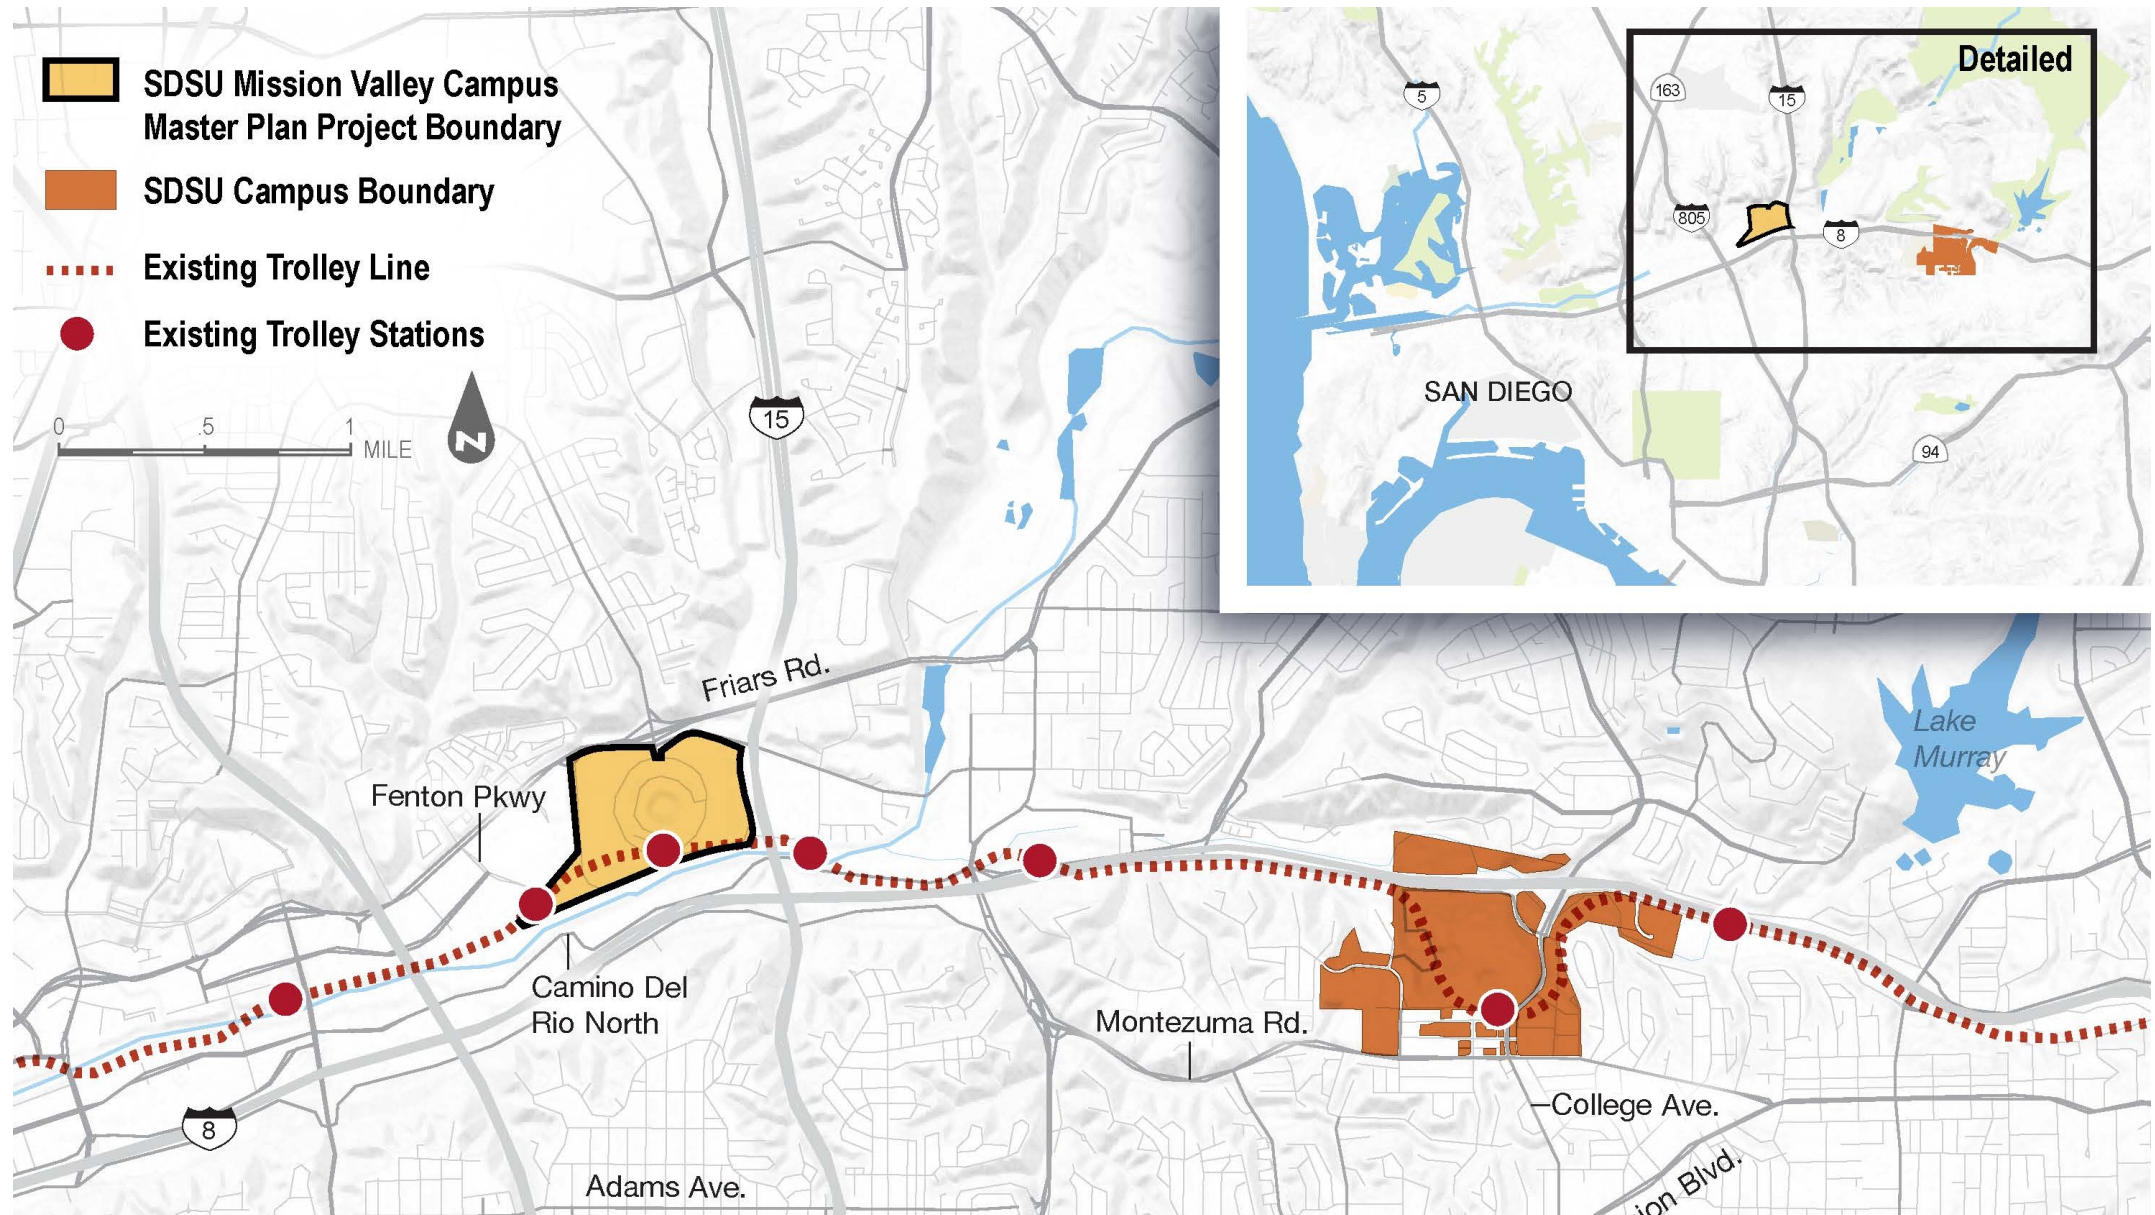 SDSU Mission Valley Campus
Master Plan Project Boundary
SDSU Campus Boundary
Existing Trolley Line
Existing Trolley Stations
0 .5 1
MILE
N
15
Detailed
5
163
15
805
8
SAN DIEGO
94
Friars Rd.
Lake
Murray
Fenton Pkwy
Camino Del
Rio North
Montezuma Rd.
College Ave.
8
Adams Ave.
ion Blvd.